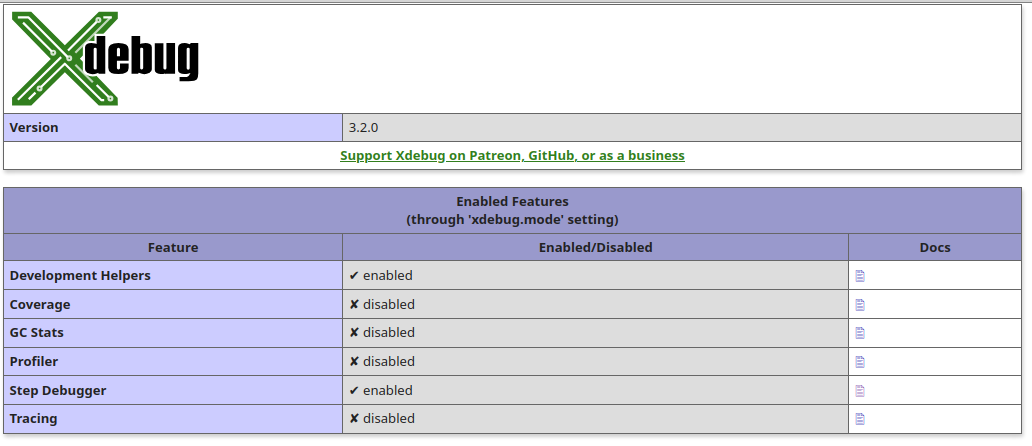 Xdebug
Version 3.2.0
Support Xdebug on Patreon, GitHub, or as a business
Enabled Features
(through 'xdebug.mode' setting)
Feature Enabled/Disabled Docs
Development Helpers ✔ enabled
Coverage ✘ disabled
GC Stats ✘ disabled
Profiler ✘ disabled
Step Debugger ✔ enabled
Tracing ✘ disabled